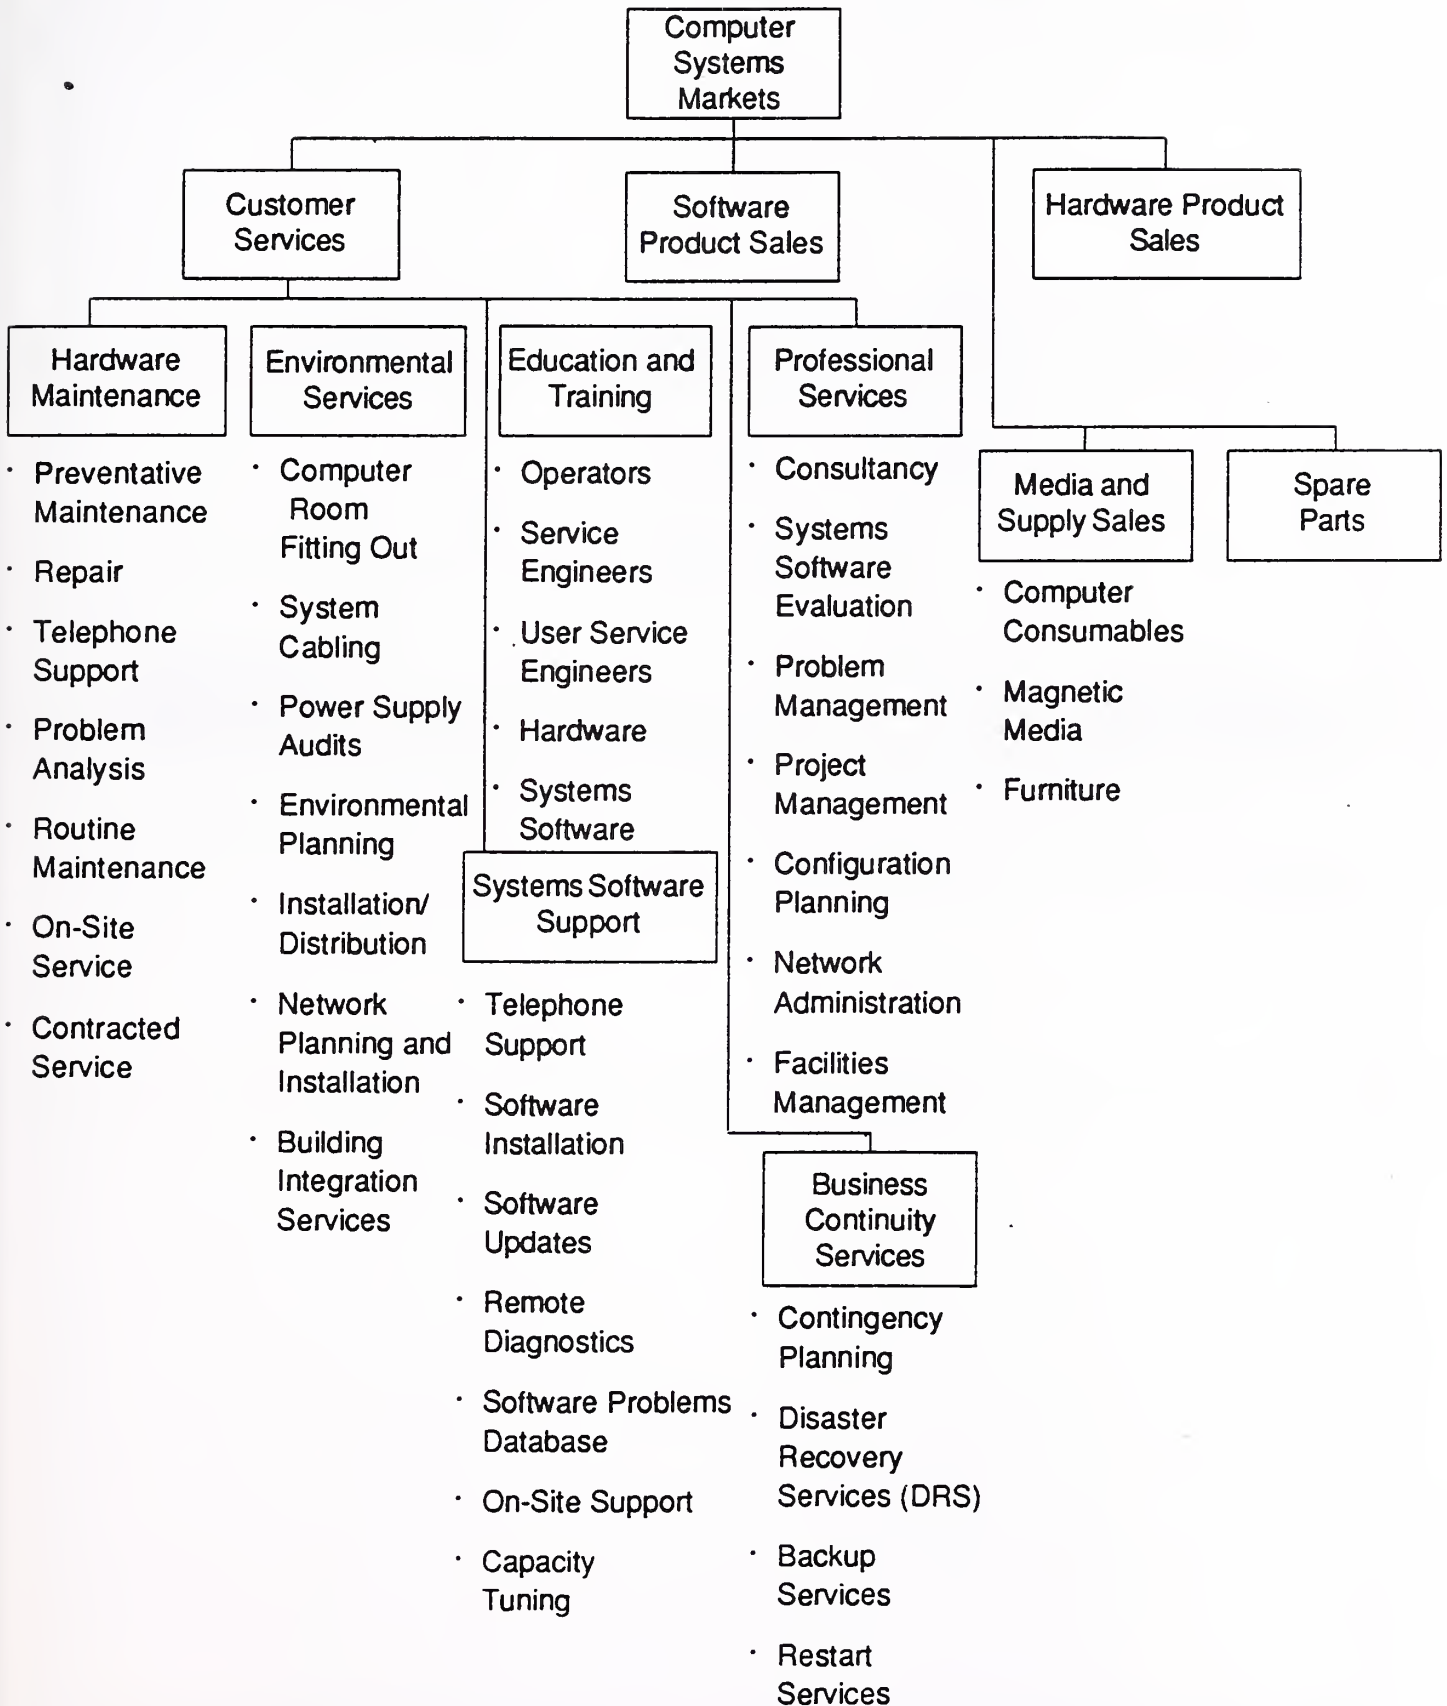 Computer
Systems
Markets
Customer
Services
Software
Product Sales
Hardware Product
Sales
Hardware
Maintenance
· Preventative
Maintenance
· Repair
· Telephone
Support
· Problem
Analysis
· Routine
Maintenance
· On-Site
Service
· Contracted
Service
Environmental
Services
· Computer
Room
Fitting Out
· System
Cabling
· Power Supply
Audits
· Environmental
Planning
· Installation/
Distribution
· Network
Planning and
Installation
· Building
Integration
Services
Education and
Training
· Operators
· Service
Engineers
· User Service
Engineers
· Hardware
· Systems
Software
Systems Software
Support
· Telephone
Support
· Software
Installation
· Software
Updates
· Remote
Diagnostics
· Software Problems
Database
· On-Site Support
· Capacity
Tuning
Professional
Services
· Consultancy
· Systems
Software
Evaluation
· Problem
Management
· Project
Management
· Configuration
Planning
· Network
Administration
· Facilities
Management
Business
Continuity
Services
· Contingency
Planning
· Disaster
Recovery
Services (DRS)
· Backup
Services
· Restart
Services
Media and
Supply Sales
· Computer
Consumables
· Magnetic
Media
· Furniture
Spare
Parts